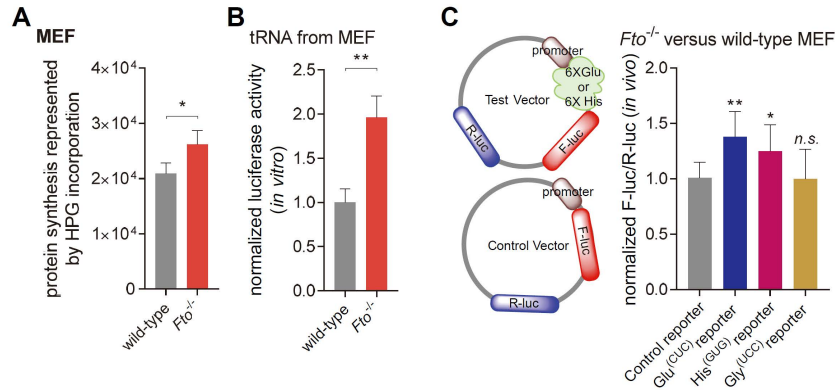 A
MEF
protein synthesis represented
by HPG incorporation
4×10⁴
3×10⁴
2×10⁴
1×10⁴
0
*
wild-type
Fto⁻/⁻
B
tRNA from MEF
normalized luciferase activity
(in vitro)
2.5
2.0
1.5
1.0
0.5
0.0
**
wild-type
Fto⁻/⁻
C
promoter
6XGlu
or
6X His
Test Vector
R-luc
F-luc
promoter
F-luc
Control Vector
R-luc
Fto⁻/⁻ versus wild-type MEF
normalized F-luc/R-luc (in vivo)
2.0
1.5
1.0
0.5
0.0
**
*
n.s.
Control reporter
Glu(CUC) reporter
His(GUG) reporter
Gly(UCC) reporter